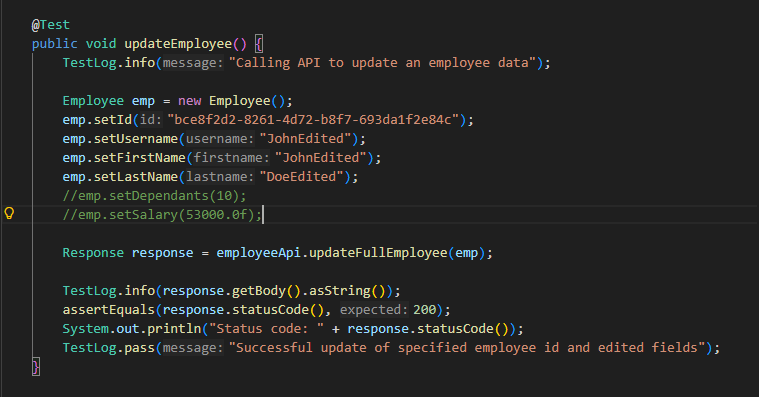 @Test
public void updateEmployee() {
TestLog.info(message:"Calling API to update an employee data");
Employee emp = new Employee();
emp.setId(id:"bce8f2d2-8261-4d72-b8f7-693da1f2e84c");
emp.setUsername(username:"JohnEdited");
emp.setFirstName(firstname:"JohnEdited");
emp.setLastName(lastname:"DoeEdited");
//emp.setDependants(10);
//emp.setSalary(53000.0f);
Response response = employeeApi.updateFullEmployee(emp);
TestLog.info(response.getBody().asString());
assertEquals(response.statusCode(), expected:200);
System.out.println("Status code: " + response.statusCode());
TestLog.pass(message:"Successful update of specified employee id and edited fields");
}